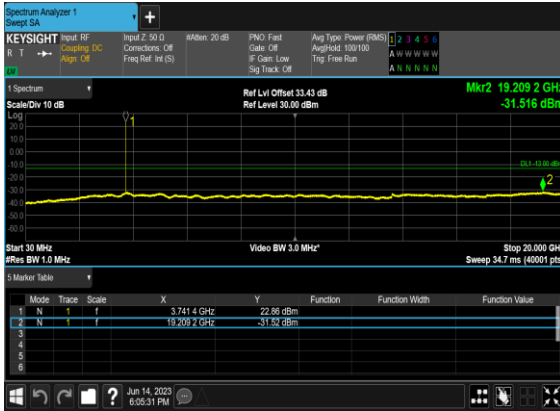 Spectrum Analyzer 1
Swept SA
+
KEYSIGHT
R T
Input: RF
Coupling: DC
Align: Off
Input Z: 50 Ω
Corrections: Off
Freq Ref: Int (S)
#Atten: 20 dB
PNO: Fast
Gate: Off
IF Gain: Low
Sig Track: Off
Avg Type: Power (RMS)
Avg|Hold: 100/100
Trig: Free Run
1 2 3 4 5 6
A W W W W W
A N N N N N
1 Spectrum
Scale/Div 10 dB
Ref Lvl Offset 33.43 dB
Ref Level 30.00 dBm
Mkr2 19.209 2 GHz
-31.516 dBm
Log
20.0
10.0
0.00
-10.0
-20.0
-30.0
-40.0
-50.0
-60.0
1
DL1 -13.00 dBm
2
Start 30 MHz
#Res BW 1.0 MHz
Video BW 3.0 MHz*
Stop 20.000 GHz
Sweep 34.7 ms (40001 pts)
5 Marker Table
Mode Trace Scale X Y Function Function Width Function Value
1 N 1 f 3.741 4 GHz 22.86 dBm
2 N 1 f 19.209 2 GHz -31.52 dBm
3
4
5
6
?
Jun 14, 2023
6:05:31 PM